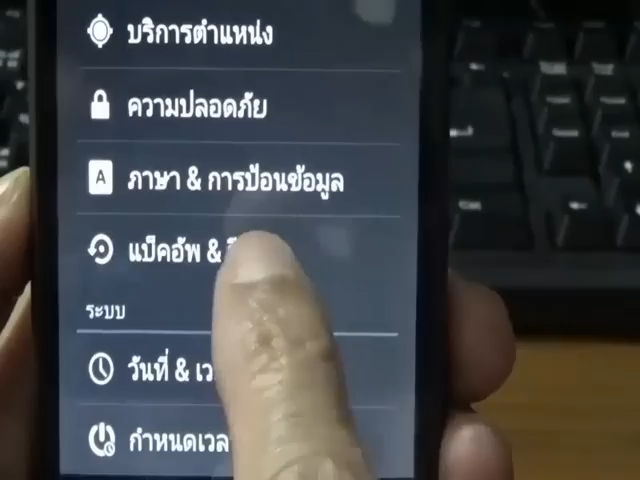 บริการตำแหน่ง
ความปลอดภัย
A ภาษา & การป้อนข้อมูล
แบ็คอัพ &
ระบบ
วันที่ &
กำหนดเวลา